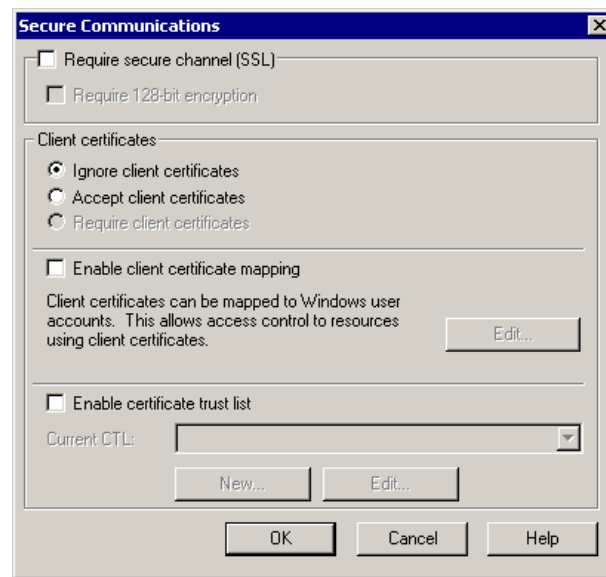 Secure Communications
Require secure channel (SSL)
Require 128-bit encryption
Client certificates
Ignore client certificates
Accept client certificates
Require client certificates
Enable client certificate mapping
Client certificates can be mapped to Windows user
accounts.  This allows access control to resources
using client certificates.
Edit...
Enable certificate trust list
Current CTL:
New...
Edit...
OK
Cancel
Help